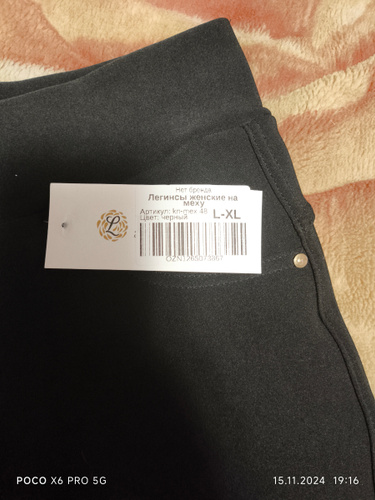 Нет бренда
Легинсы женские на
меху
Артикул: kn-mex.48
Цвет: черный
L-XL
L
POCO X6 PRO 5G
15.11.2024 19:16